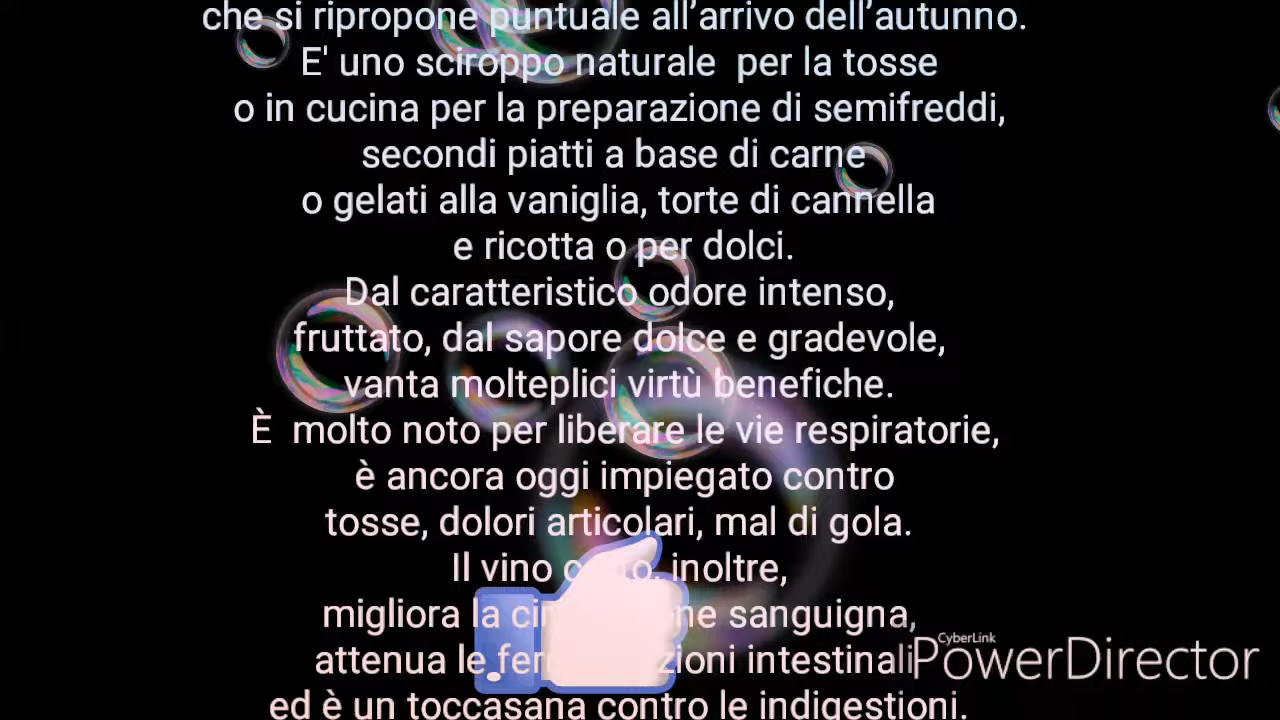 che si ripropone puntuale all’arrivo dell’autunno.
E' uno sciroppo naturale  per la tosse
o in cucina per la preparazione di semifreddi,
secondi piatti a base di carne
o gelati alla vaniglia, torte di cannella
e ricotta o per dolci.
Dal caratteristico odore intenso,
fruttato, dal sapore dolce e gradevole,
vanta molteplici virtù benefiche.
È  molto noto per liberare le vie respiratorie,
è ancora oggi impiegato contro
tosse, dolori articolari, mal di gola.
Il vino inoltre,
migliora la sanguigna,
attenua le intestinali
ed è un toccasana contro le indigestioni.
CyberLink
PowerDirector